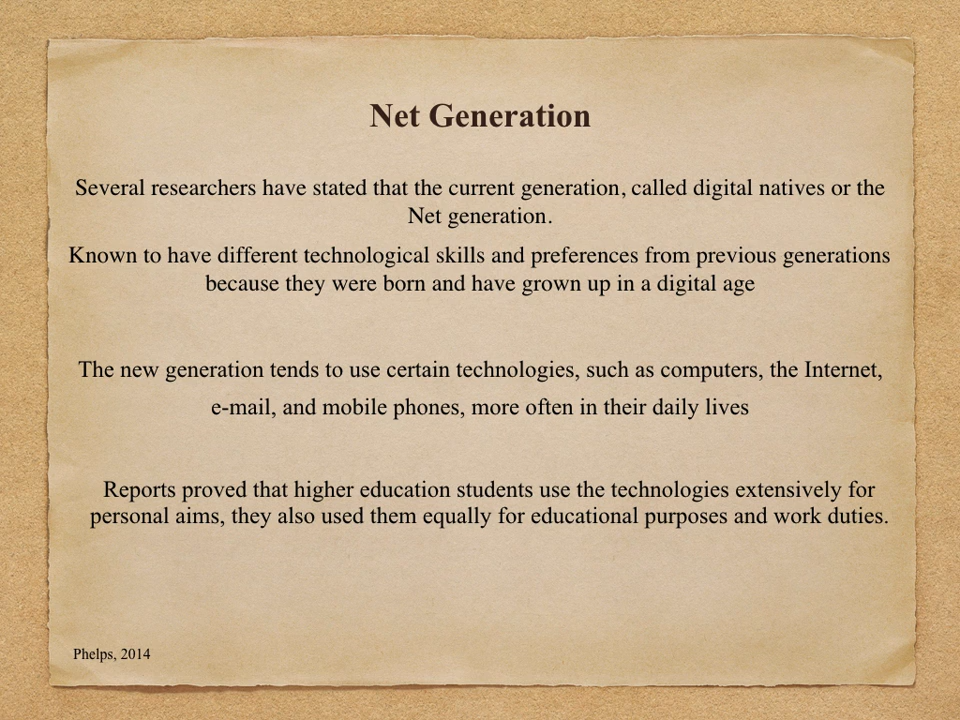 Net Generation
Several researchers have stated that the current generation, called digital natives or the
Net generation.
Known to have different technological skills and preferences from previous generations
because they were born and have grown up in a digital age
The new generation tends to use certain technologies, such as computers, the Internet,
e-mail, and mobile phones, more often in their daily lives
Reports proved that higher education students use the technologies extensively for
personal aims, they also used them equally for educational purposes and work duties.
Phelps, 2014